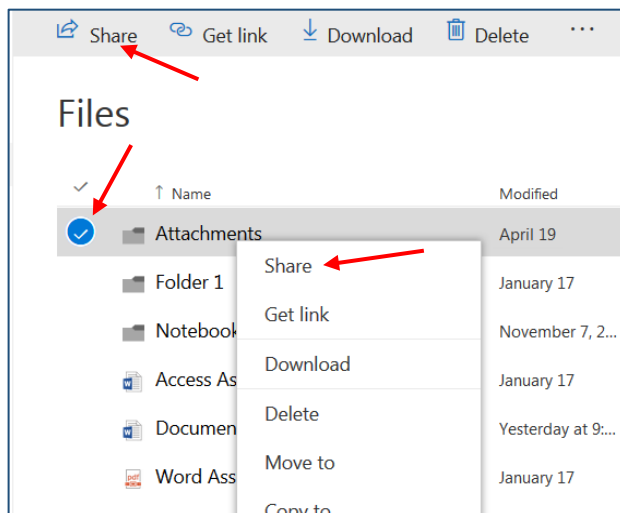 Share Get link Download Delete ...
Files
↑ Name Modified
Attachments April 19
Share
Folder 1 January 17
Get link
Notebook November 7, 2...
Download
Access As January 17
Delete
Documen Yesterday at 9:...
Move to
Word Ass January 17
Copy to